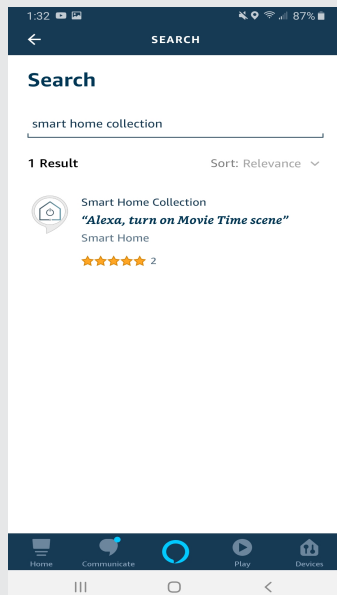 1:32 87%
SEARCH
Search
smart home collection
1 Result Sort: Relevance
Smart Home Collection
“Alexa, turn on Movie Time scene”
Smart Home
2
Home Communicate Play Devices